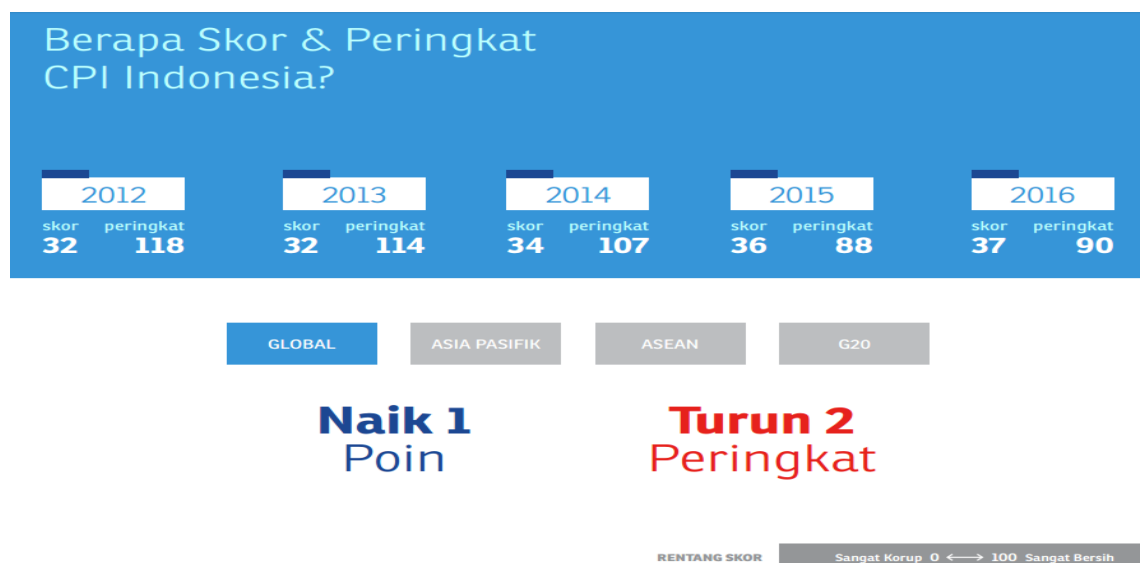 Berapa Skor & Peringkat
CPI Indonesia?
2012 2013 2014 2015 2016
skor peringkat skor peringkat skor peringkat skor peringkat skor peringkat
32 118 32 114 34 107 36 88 37 90
GLOBAL ASIA PASIFIK ASEAN G20
Naik 1 Turun 2
Poin Peringkat
RENTANG SKOR Sangat Korup 0 ⟷ 100 Sangat Bersih